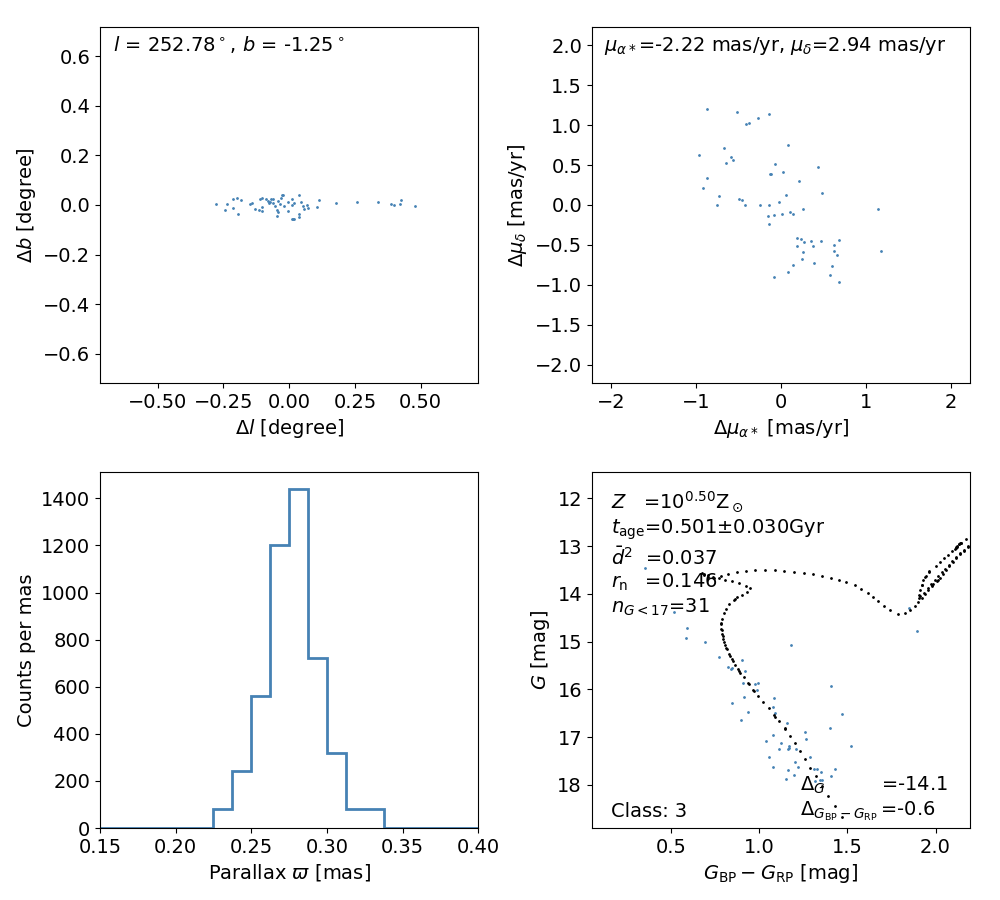 l = 252.78°, b = -1.25°
0.6
0.4
0.2
0.0
−0.2
−0.4
−0.6
Δb [degree]
−0.50 −0.25 0.00 0.25 0.50
Δl [degree]
μα*=-2.22 mas/yr, μδ=2.94 mas/yr
2.0
1.5
1.0
0.5
0.0
−0.5
−1.0
−1.5
−2.0
Δμδ [mas/yr]
−2 −1 0 1 2
Δμα* [mas/yr]
1400
1200
1000
800
600
400
200
0
Counts per mas
0.15 0.20 0.25 0.30 0.35 0.40
Parallax ϖ [mas]
Z =10^0.50 Z⊙
t_age=0.501±0.030Gyr
d̄² =0.037
r_n =0.146
n_G<17=31
12
13
14
15
16
17
18
G [mag]
Δ_G =-14.1
Class: 3
Δ_GBP−GRP =-0.6
0.5 1.0 1.5 2.0
G_BP − G_RP [mag]